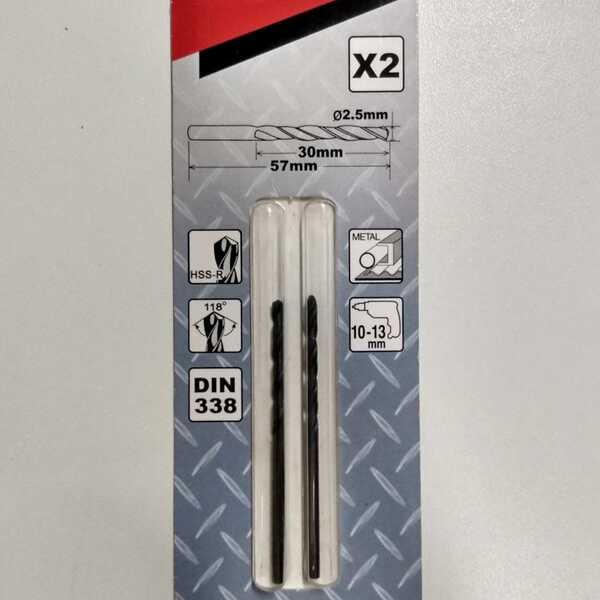 X2
Ø2.5mm
30mm
57mm
HSS-R
METAL
118°
10-13
mm
DIN
338